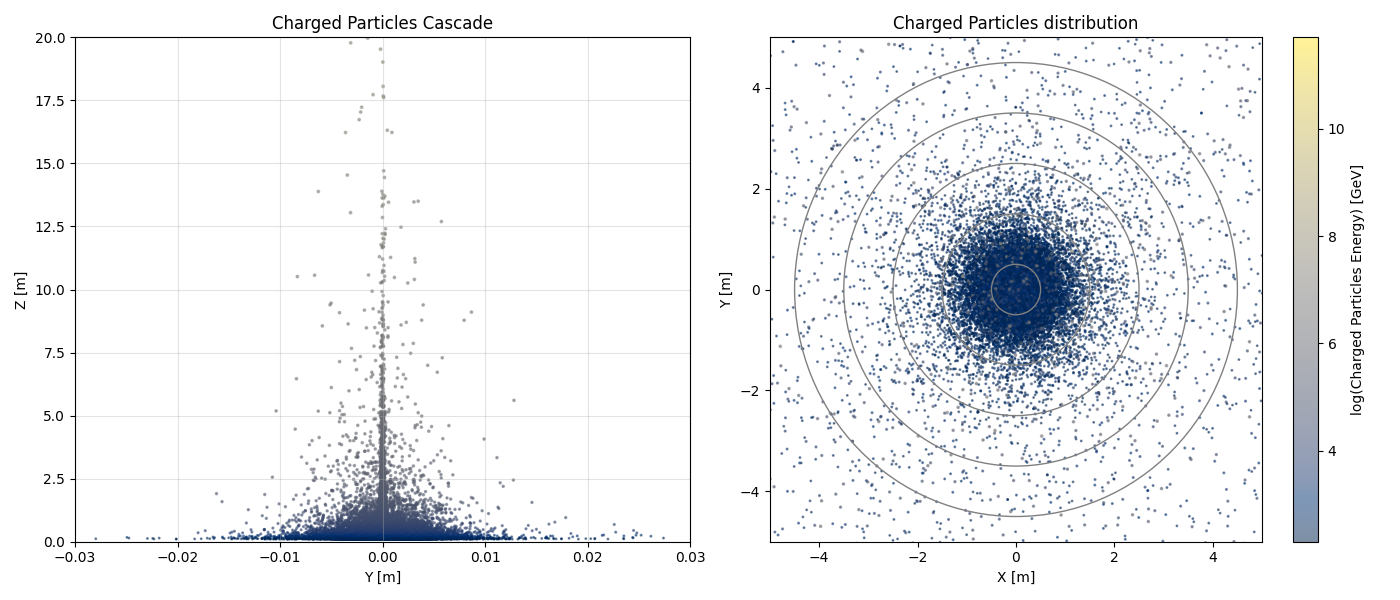 Charged Particles Cascade
20.0
17.5
15.0
12.5
10.0
7.5
5.0
2.5
0.0
Z [m]
−0.03 −0.02 −0.01 0.00 0.01 0.02 0.03
Y [m]
Charged Particles distribution
4
2
0
−2
−4
Y [m]
−4 −2 0 2 4
X [m]
10
8
6
4
log(Charged Particles Energy) [GeV]